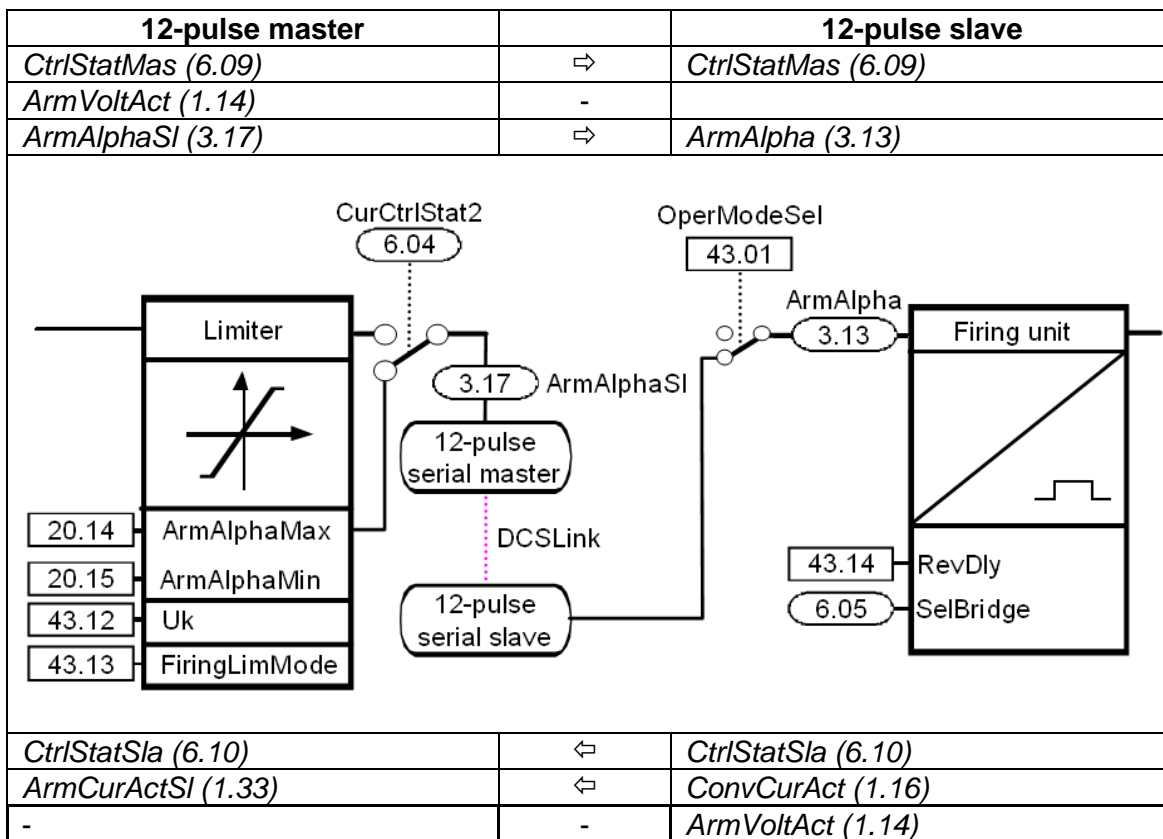 12-pulse master 12-pulse slave
CtrlStatMas (6.09) ⇨ CtrlStatMas (6.09)
ArmVoltAct (1.14) -
ArmAlphaSl (3.17) ⇨ ArmAlpha (3.13)
CurCtrlStat2
6.04
OperModeSel
43.01
ArmAlpha
3.13
Limiter
Firing unit
3.17 ArmAlphaSl
12-pulse
serial master
DCSLink
12-pulse
serial slave
20.14 ArmAlphaMax
20.15 ArmAlphaMin
43.12 Uk
43.13 FiringLimMode
43.14 RevDly
6.05 SelBridge
CtrlStatSla (6.10) ⇦ CtrlStatSla (6.10)
ArmCurActSl (1.33) ⇦ ConvCurAct (1.16)
- - ArmVoltAct (1.14)